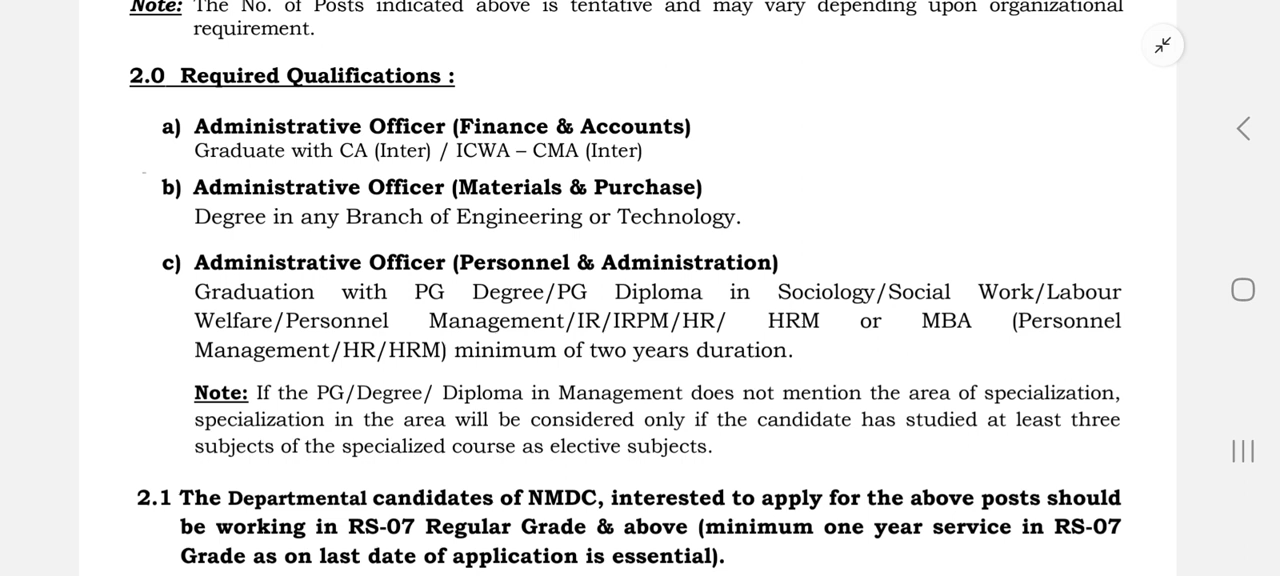 Note: The No. of Posts indicated above is tentative and may vary depending upon organizational
requirement.
2.0 Required Qualifications :
a) Administrative Officer (Finance & Accounts)
Graduate with CA (Inter) / ICWA – CMA (Inter)
b) Administrative Officer (Materials & Purchase)
Degree in any Branch of Engineering or Technology.
c) Administrative Officer (Personnel & Administration)
Graduation with PG Degree/PG Diploma in Sociology/Social Work/Labour
Welfare/Personnel Management/IR/IRPM/HR/ HRM or MBA (Personnel
Management/HR/HRM) minimum of two years duration.
Note: If the PG/Degree/ Diploma in Management does not mention the area of specialization,
specialization in the area will be considered only if the candidate has studied at least three
subjects of the specialized course as elective subjects.
2.1 The Departmental candidates of NMDC, interested to apply for the above posts should
be working in RS-07 Regular Grade & above (minimum one year service in RS-07
Grade as on last date of application is essential).